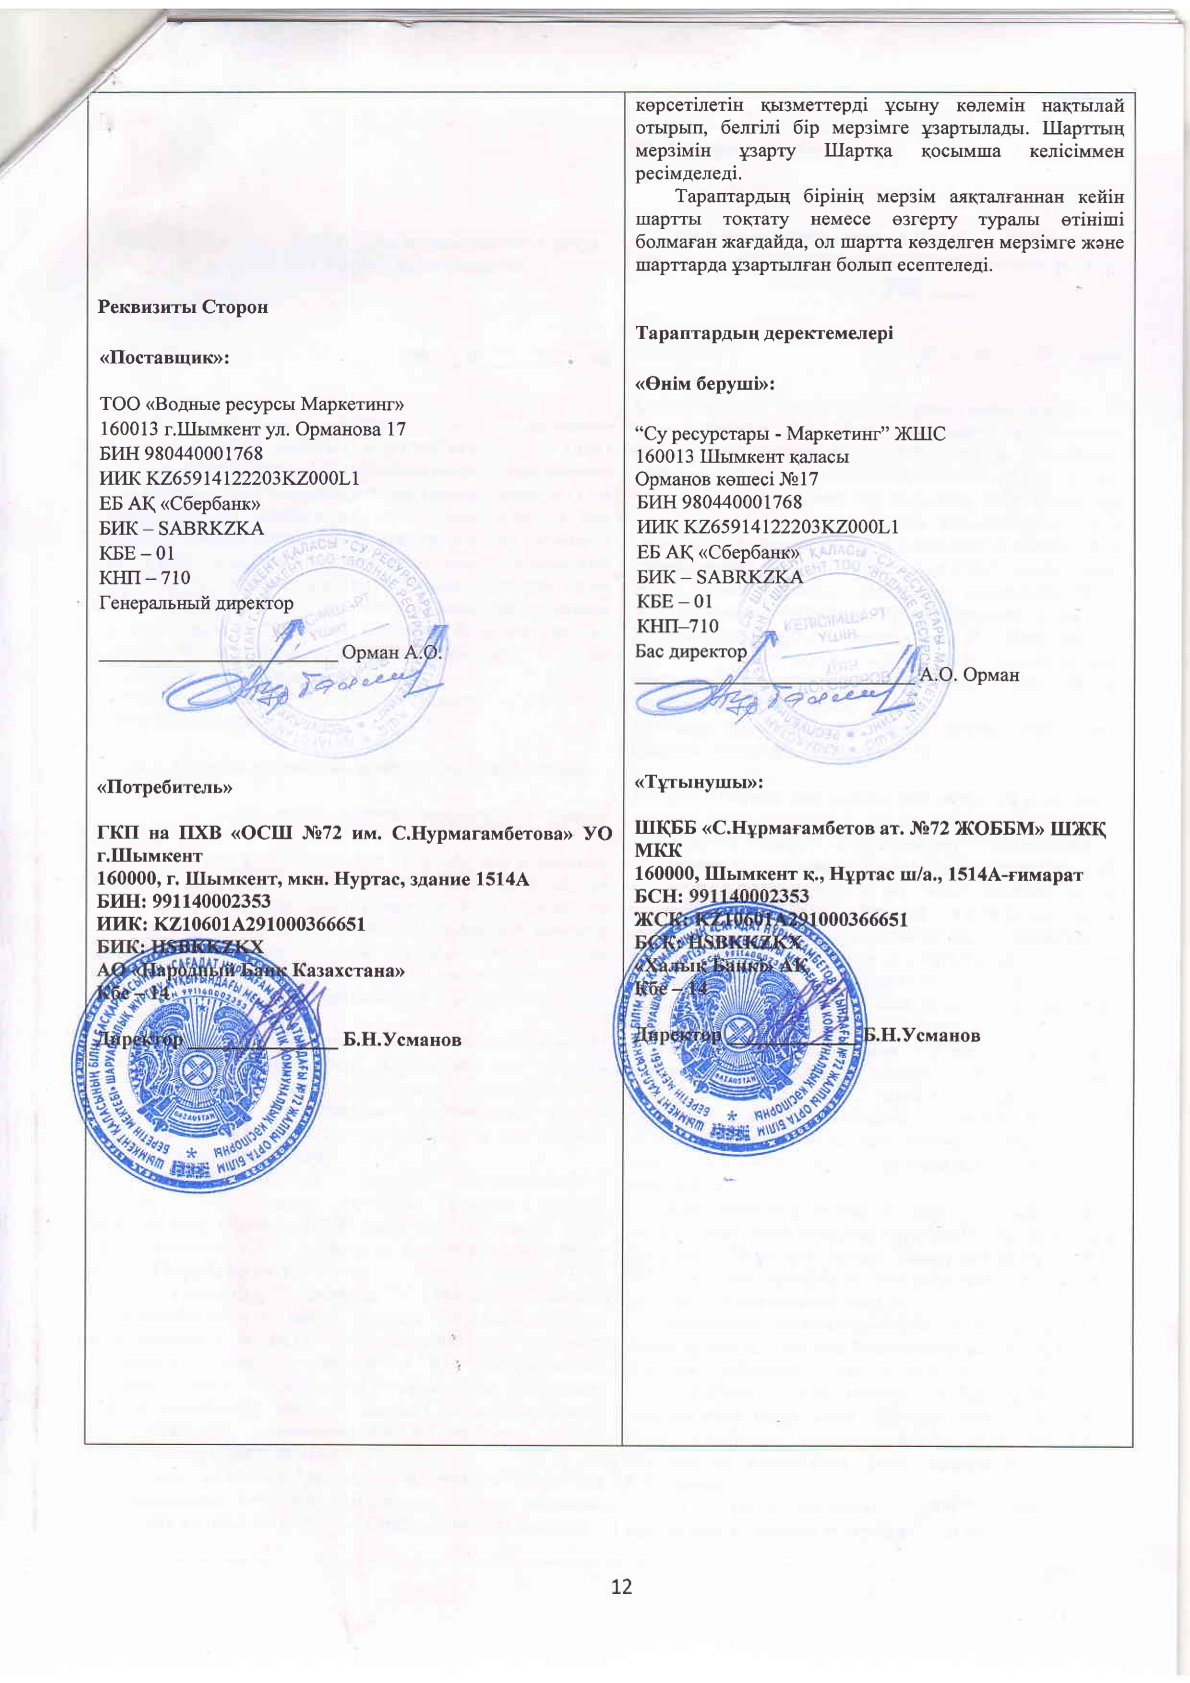 Реквизиты Сторон
«Поставщик»:
ТОО «Водные ресурсы Маркетинг»
160013 г.Шымкент ул. Орманова 17
БИН 980440001768
ИИК KZ65914122203KZ000L1
ЕБ АҚ «Сбербанк»
БИК – SABRKZKA
КБЕ – 01
КНП – 710
Генеральный директор
Орман А.О.
«Потребитель»
ГКП на ПХВ «ОСШ №72 им. С.Нурмагамбетова» УО
г.Шымкент
160000, г. Шымкент, мкн. Нуртас, здание 1514А
БИН: 991140002353
ИИК: KZ10601A291000366651
БИК: HSBKKZKX
АО «Народный Банк Казахстана»
Кбе – 14
Директор ________________ Б.Н.Усманов
көрсетілетін қызметтерді ұсыну көлемін нақтылай
отырып, белгілі бір мерзімге ұзартылады. Шарттың
мерзімін ұзарту Шартқа қосымша келісіммен
ресімделеді.
Тараптардың бірінің мерзім аяқталғаннан кейін
шартты тоқтату немесе өзгерту туралы өтініші
болмаған жағдайда, ол шартта көзделген мерзімге және
шарттарда ұзартылған болып есептеледі.
Тараптардың деректемелері
«Өнім беруші»:
“Су ресурстары - Маркетинг” ЖШС
160013 Шымкент қаласы
Орманов көшесі №17
БИН 980440001768
ИИК KZ65914122203KZ000L1
ЕБ АҚ «Сбербанк»
БИК – SABRKZKA
КБЕ – 01
КНП–710
Бас директор
А.О. Орман
«Тұтынушы»:
ШҚББ «С.Нұрмағамбетов ат. №72 ЖОББМ» ШЖҚ
МКК
160000, Шымкент қ., Нұртас ш/а., 1514А-ғимарат
БСН: 991140002353
ЖСК: KZ10601A291000366651
БСК: HSBKKZKX
«Халық Банкі» АҚ
Кбе – 14
Директор ______________ Б.Н.Усманов
12